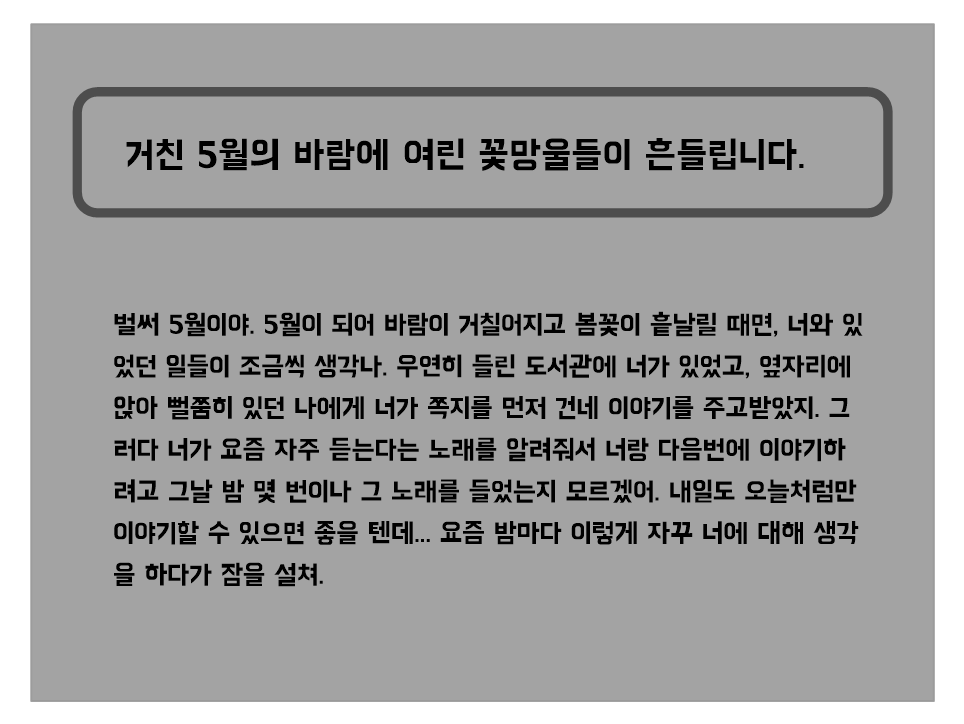 거친 5월의 바람에 여린 꽃망울들이 흔들립니다.
벌써 5월이야. 5월이 되어 바람이 거칠어지고 봄꽃이 흩날릴 때면, 너와 있
었던 일들이 조금씩 생각나. 우연히 들린 도서관에 너가 있었고, 옆자리에
앉아 뻘쭘히 있던 나에게 너가 쪽지를 먼저 건네 이야기를 주고받았지. 그
러다 너가 요즘 자주 듣는다는 노래를 알려줘서 너랑 다음번에 이야기하
려고 그날 밤 몇 번이나 그 노래를 들었는지 모르겠어. 내일도 오늘처럼만
이야기할 수 있으면 좋을 텐데... 요즘 밤마다 이렇게 자꾸 너에 대해 생각
을 하다가 잠을 설쳐.